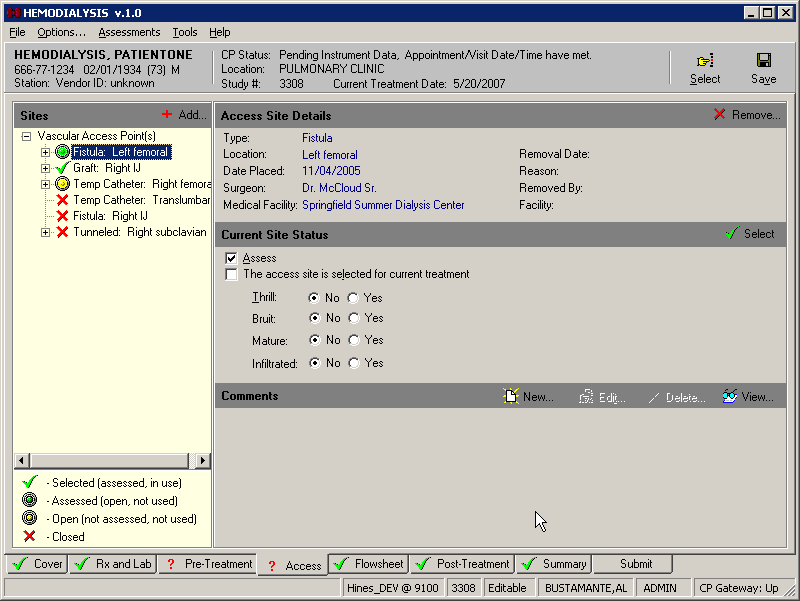 HEMODIALYSIS v.1.0
File Options... Assessments Tools Help
HEMODIALYSIS, PATIENTONE
666-77-1234 02/01/1934 (73) M
Station: Vendor ID: unknown
CP Status: Pending Instrument Data, Appointment/Visit Date/Time have met.
Location: PULMONARY CLINIC
Study #: 3308 Current Treatment Date: 5/20/2007
Select Save
Sites Add...
Vascular Access Point(s)
Fistula: Left femoral
Graft: Right IJ
Temp Catheter: Right femora
Temp Catheter: Translumbar
Fistula: Right IJ
Tunneled: Right subclavian
- Selected (assessed, in use)
- Assessed (open, not used)
- Open (not assessed, not used)
- Closed
Access Site Details Remove...
Type: Fistula
Location: Left femoral Removal Date:
Date Placed: 11/04/2005 Reason:
Surgeon: Dr. McCloud Sr. Removed By:
Medical Facility: Springfield Summer Dialysis Center Facility:
Current Site Status Select
Assess
The access site is selected for current treatment
Thrill: No Yes
Bruit: No Yes
Mature: No Yes
Infiltrated: No Yes
Comments New... Edit... Delete... View...
Cover Rx and Lab ? Pre-Treatment ? Access Flowsheet Post-Treatment Summary Submit
Hines_DEV @ 9100 3308 Editable BUSTAMANTE,AL ADMIN CP Gateway: Up